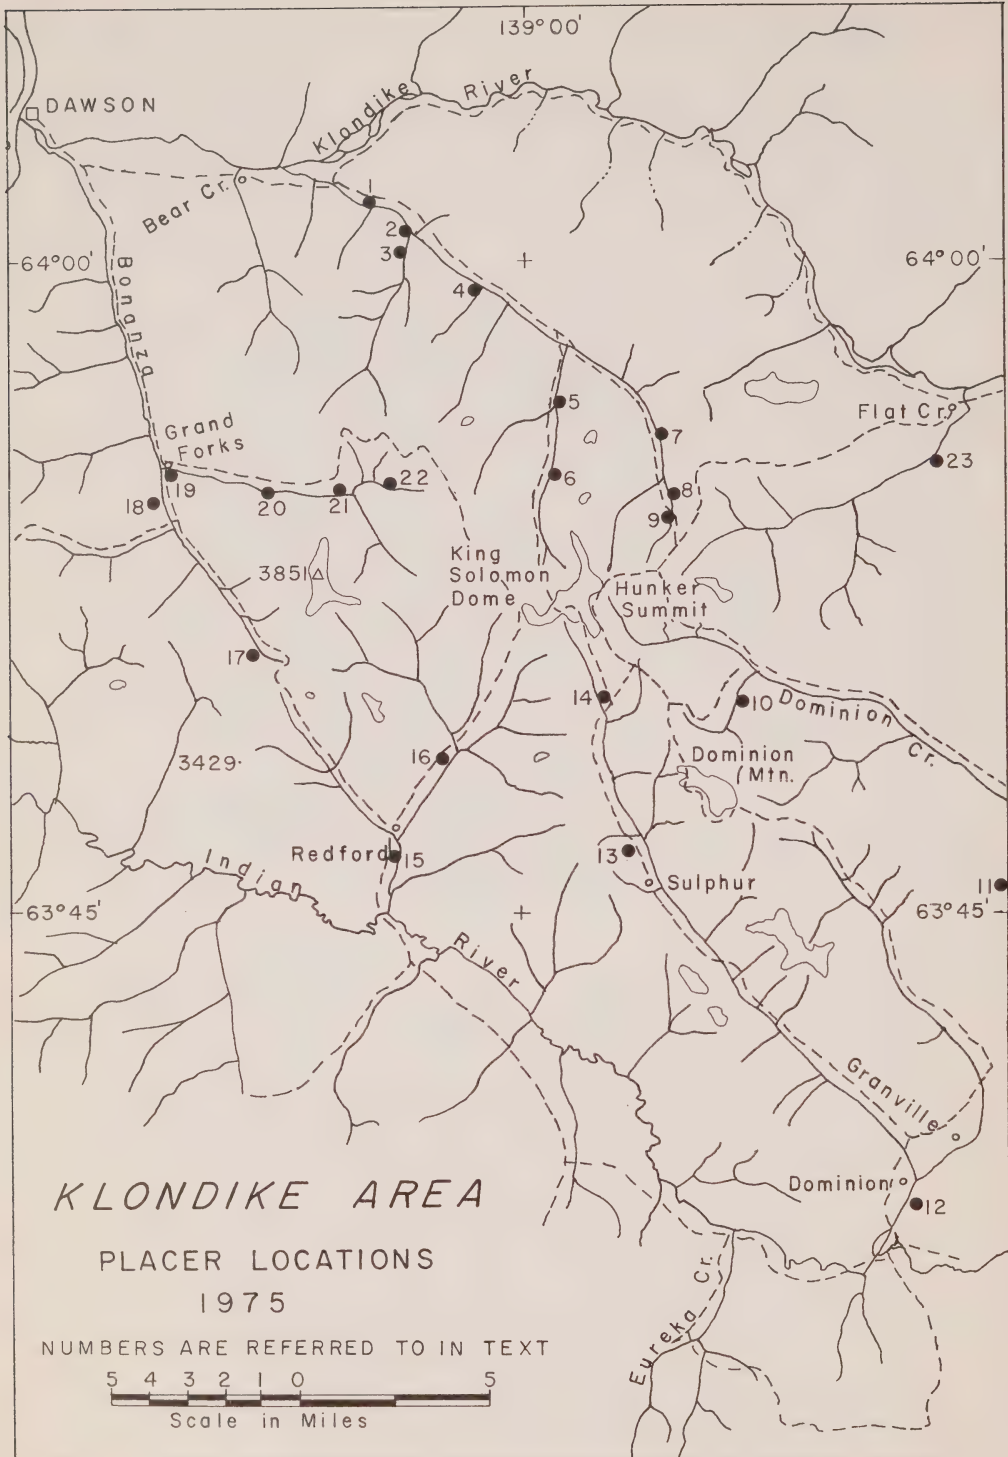 139°00'
DAWSON
Klondike River
Bear Cr.
1
2
3
64°00'
64°00'
4
Bonanza
5
Flat Cr.
Grand
Forks
7
6
22
23
19
18
20
21
8
9
King
Solomon
Dome
3851
Hunker
Summit
17
14
10
Dominion Cr.
16
3429
Dominion
Mtn.
Redford
15
13
Indian River
Sulphur
11
63°45'
63°45'
Granville
Dominion
12
KLONDIKE AREA
PLACER LOCATIONS
1975
Eureka Cr.
NUMBERS ARE REFERRED TO IN TEXT
5 4 3 2 1 0 5
Scale in Miles